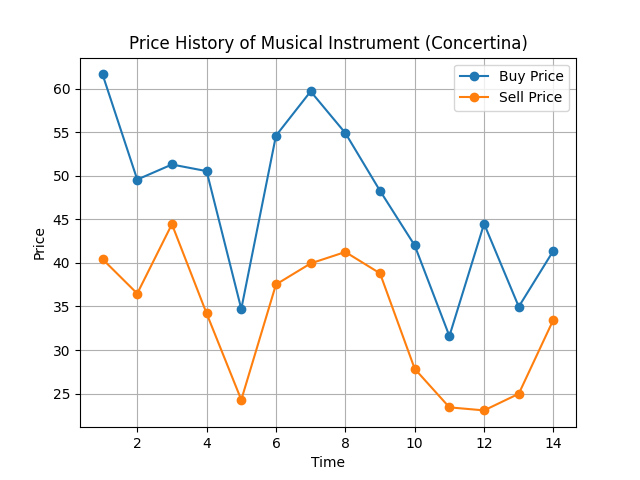 Price History of Musical Instrument (Concertina)
Buy Price
Sell Price
Price
60
55
50
45
40
35
30
25
2 4 6 8 10 12 14
Time